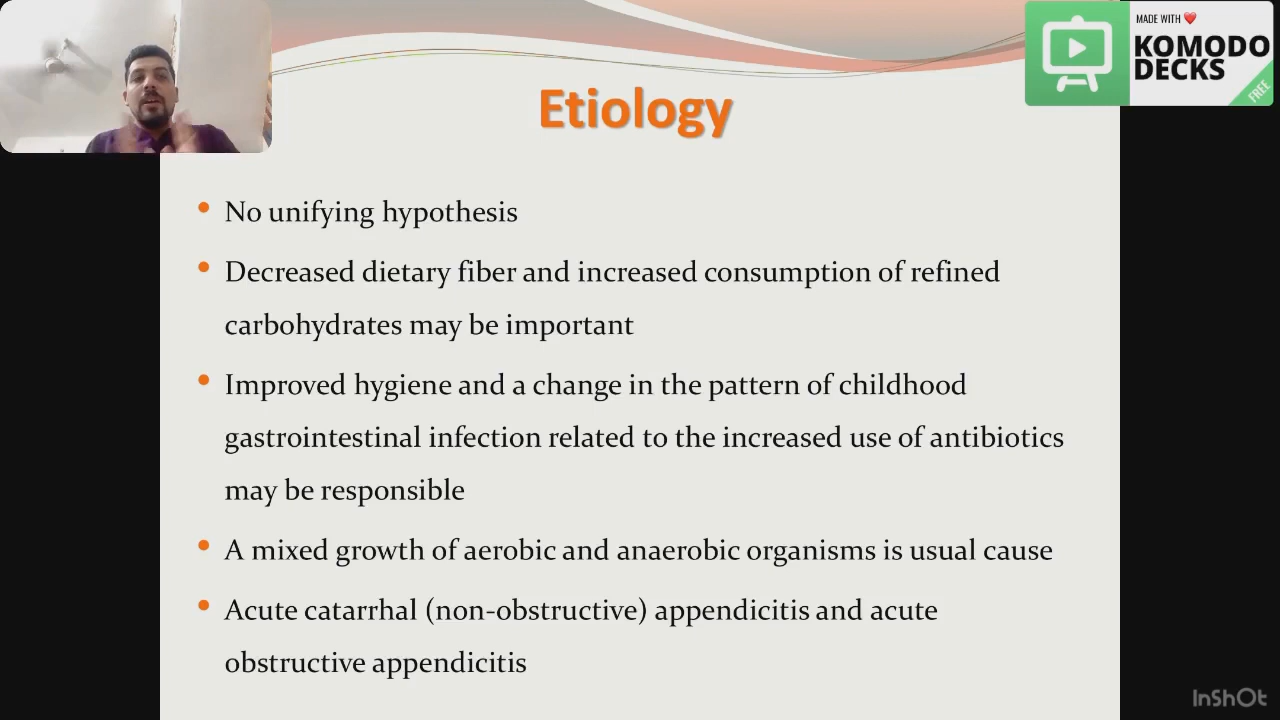 MADE WITH ❤️
KOMODO
DECKS
FREE
Etiology
• No unifying hypothesis
• Decreased dietary fiber and increased consumption of refined
carbohydrates may be important
• Improved hygiene and a change in the pattern of childhood
gastrointestinal infection related to the increased use of antibiotics
may be responsible
• A mixed growth of aerobic and anaerobic organisms is usual cause
• Acute catarrhal (non-obstructive) appendicitis and acute
obstructive appendicitis
InShOt